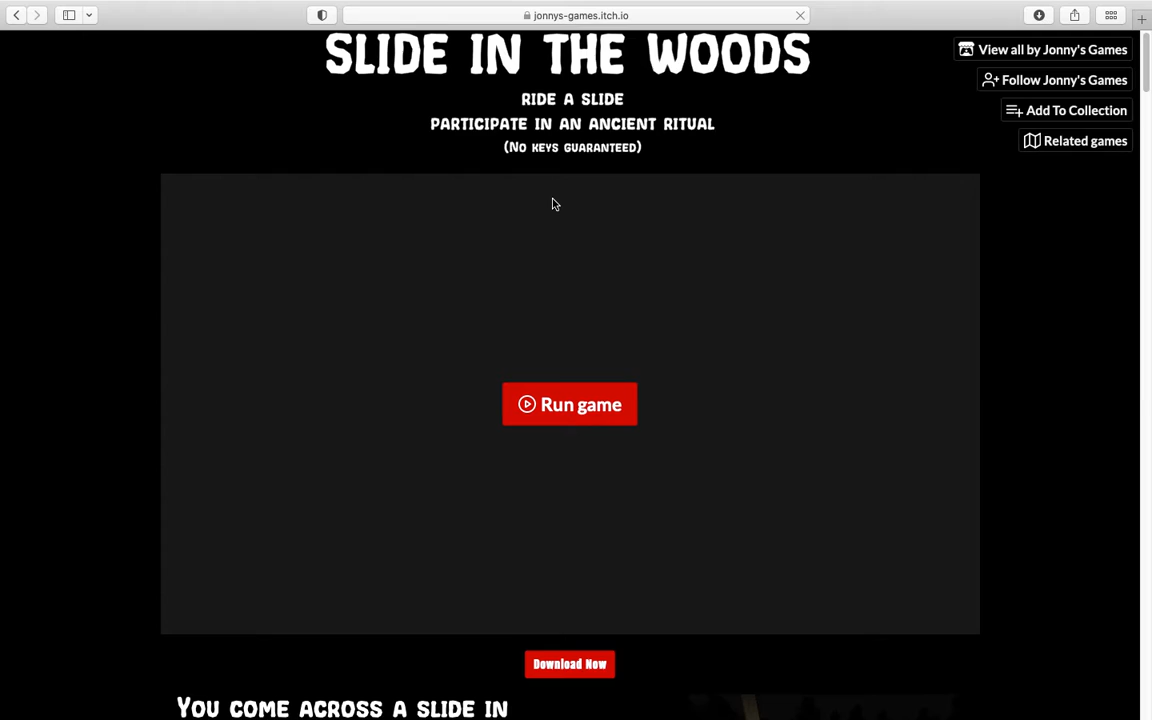 jonnys-games.itch.io
SLIDE IN THE WOODS
RIDE A SLIDE
PARTICIPATE IN AN ANCIENT RITUAL
(NO KEYS GUARANTEED)
View all by Jonny's Games
Follow Jonny's Games
Add To Collection
Related games
Run game
Download Now
YOU COME ACROSS A SLIDE IN